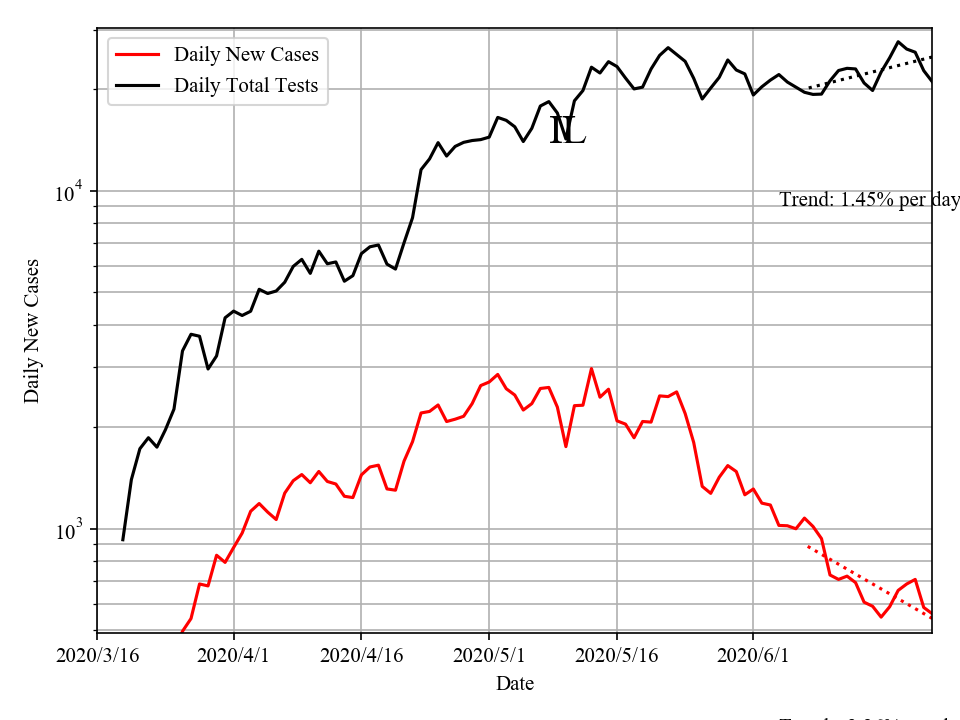 Daily New Cases
Daily Total Tests
IL
10^4
Trend: 1.45% per day
Daily New Cases
10^3
2020/3/16
2020/4/1
2020/4/16
2020/5/1
2020/5/16
2020/6/1
Date